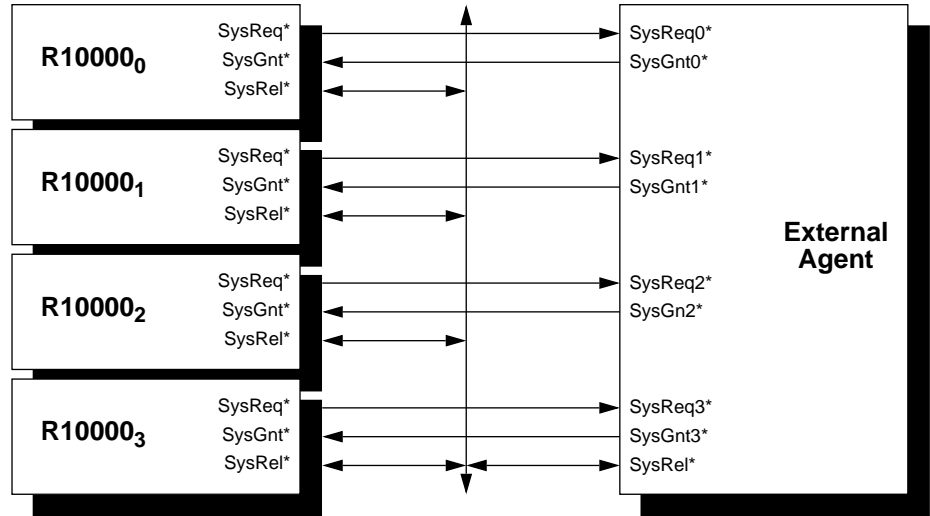 R10000₀
SysReq*
SysGnt*
SysRel*
R10000₁
SysReq*
SysGnt*
SysRel*
R10000₂
SysReq*
SysGnt*
SysRel*
R10000₃
SysReq*
SysGnt*
SysRel*
SysReq0*
SysGnt0*
SysReq1*
SysGnt1*
SysReq2*
SysGn2*
SysReq3*
SysGnt3*
SysRel*
External
Agent